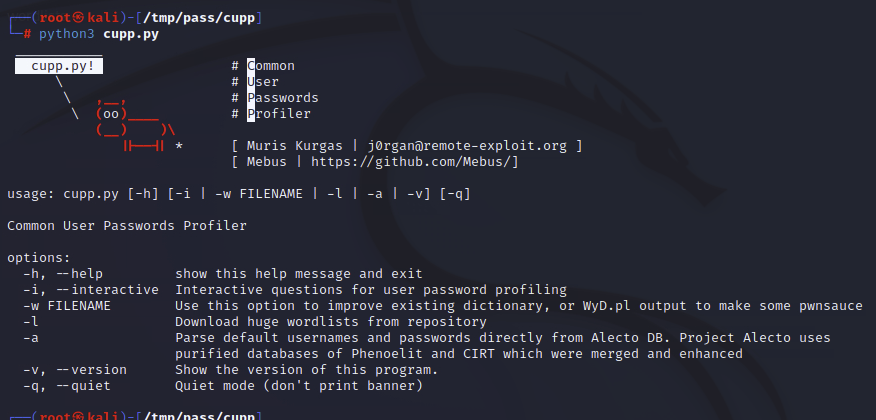 ┌──(root㉿kali)-[/tmp/pass/cupp]
└─# python3 cupp.py
 ___________
   cupp.py!                 # Common
      \                     # User
       \   ,__,             # Passwords
        \  (oo)____         # Profiler
           (__)    )\
              ||--|| *      [ Muris Kurgas | j0rgan@remote-exploit.org ]
                            [ Mebus | https://github.com/Mebus/]
usage: cupp.py [-h] [-i | -w FILENAME | -l | -a | -v] [-q]
Common User Passwords Profiler
options:
  -h, --help         show this help message and exit
  -i, --interactive  Interactive questions for user password profiling
  -w FILENAME        Use this option to improve existing dictionary, or WyD.pl output to make some pwnsauce
  -l                 Download huge wordlists from repository
  -a                 Parse default usernames and passwords directly from Alecto DB. Project Alecto uses
                     purified databases of Phenoelit and CIRT which were merged and enhanced
  -v, --version      Show the version of this program.
  -q, --quiet        Quiet mode (don't print banner)
┌──(root㉿kali)-[/tmp/pass/cupp]